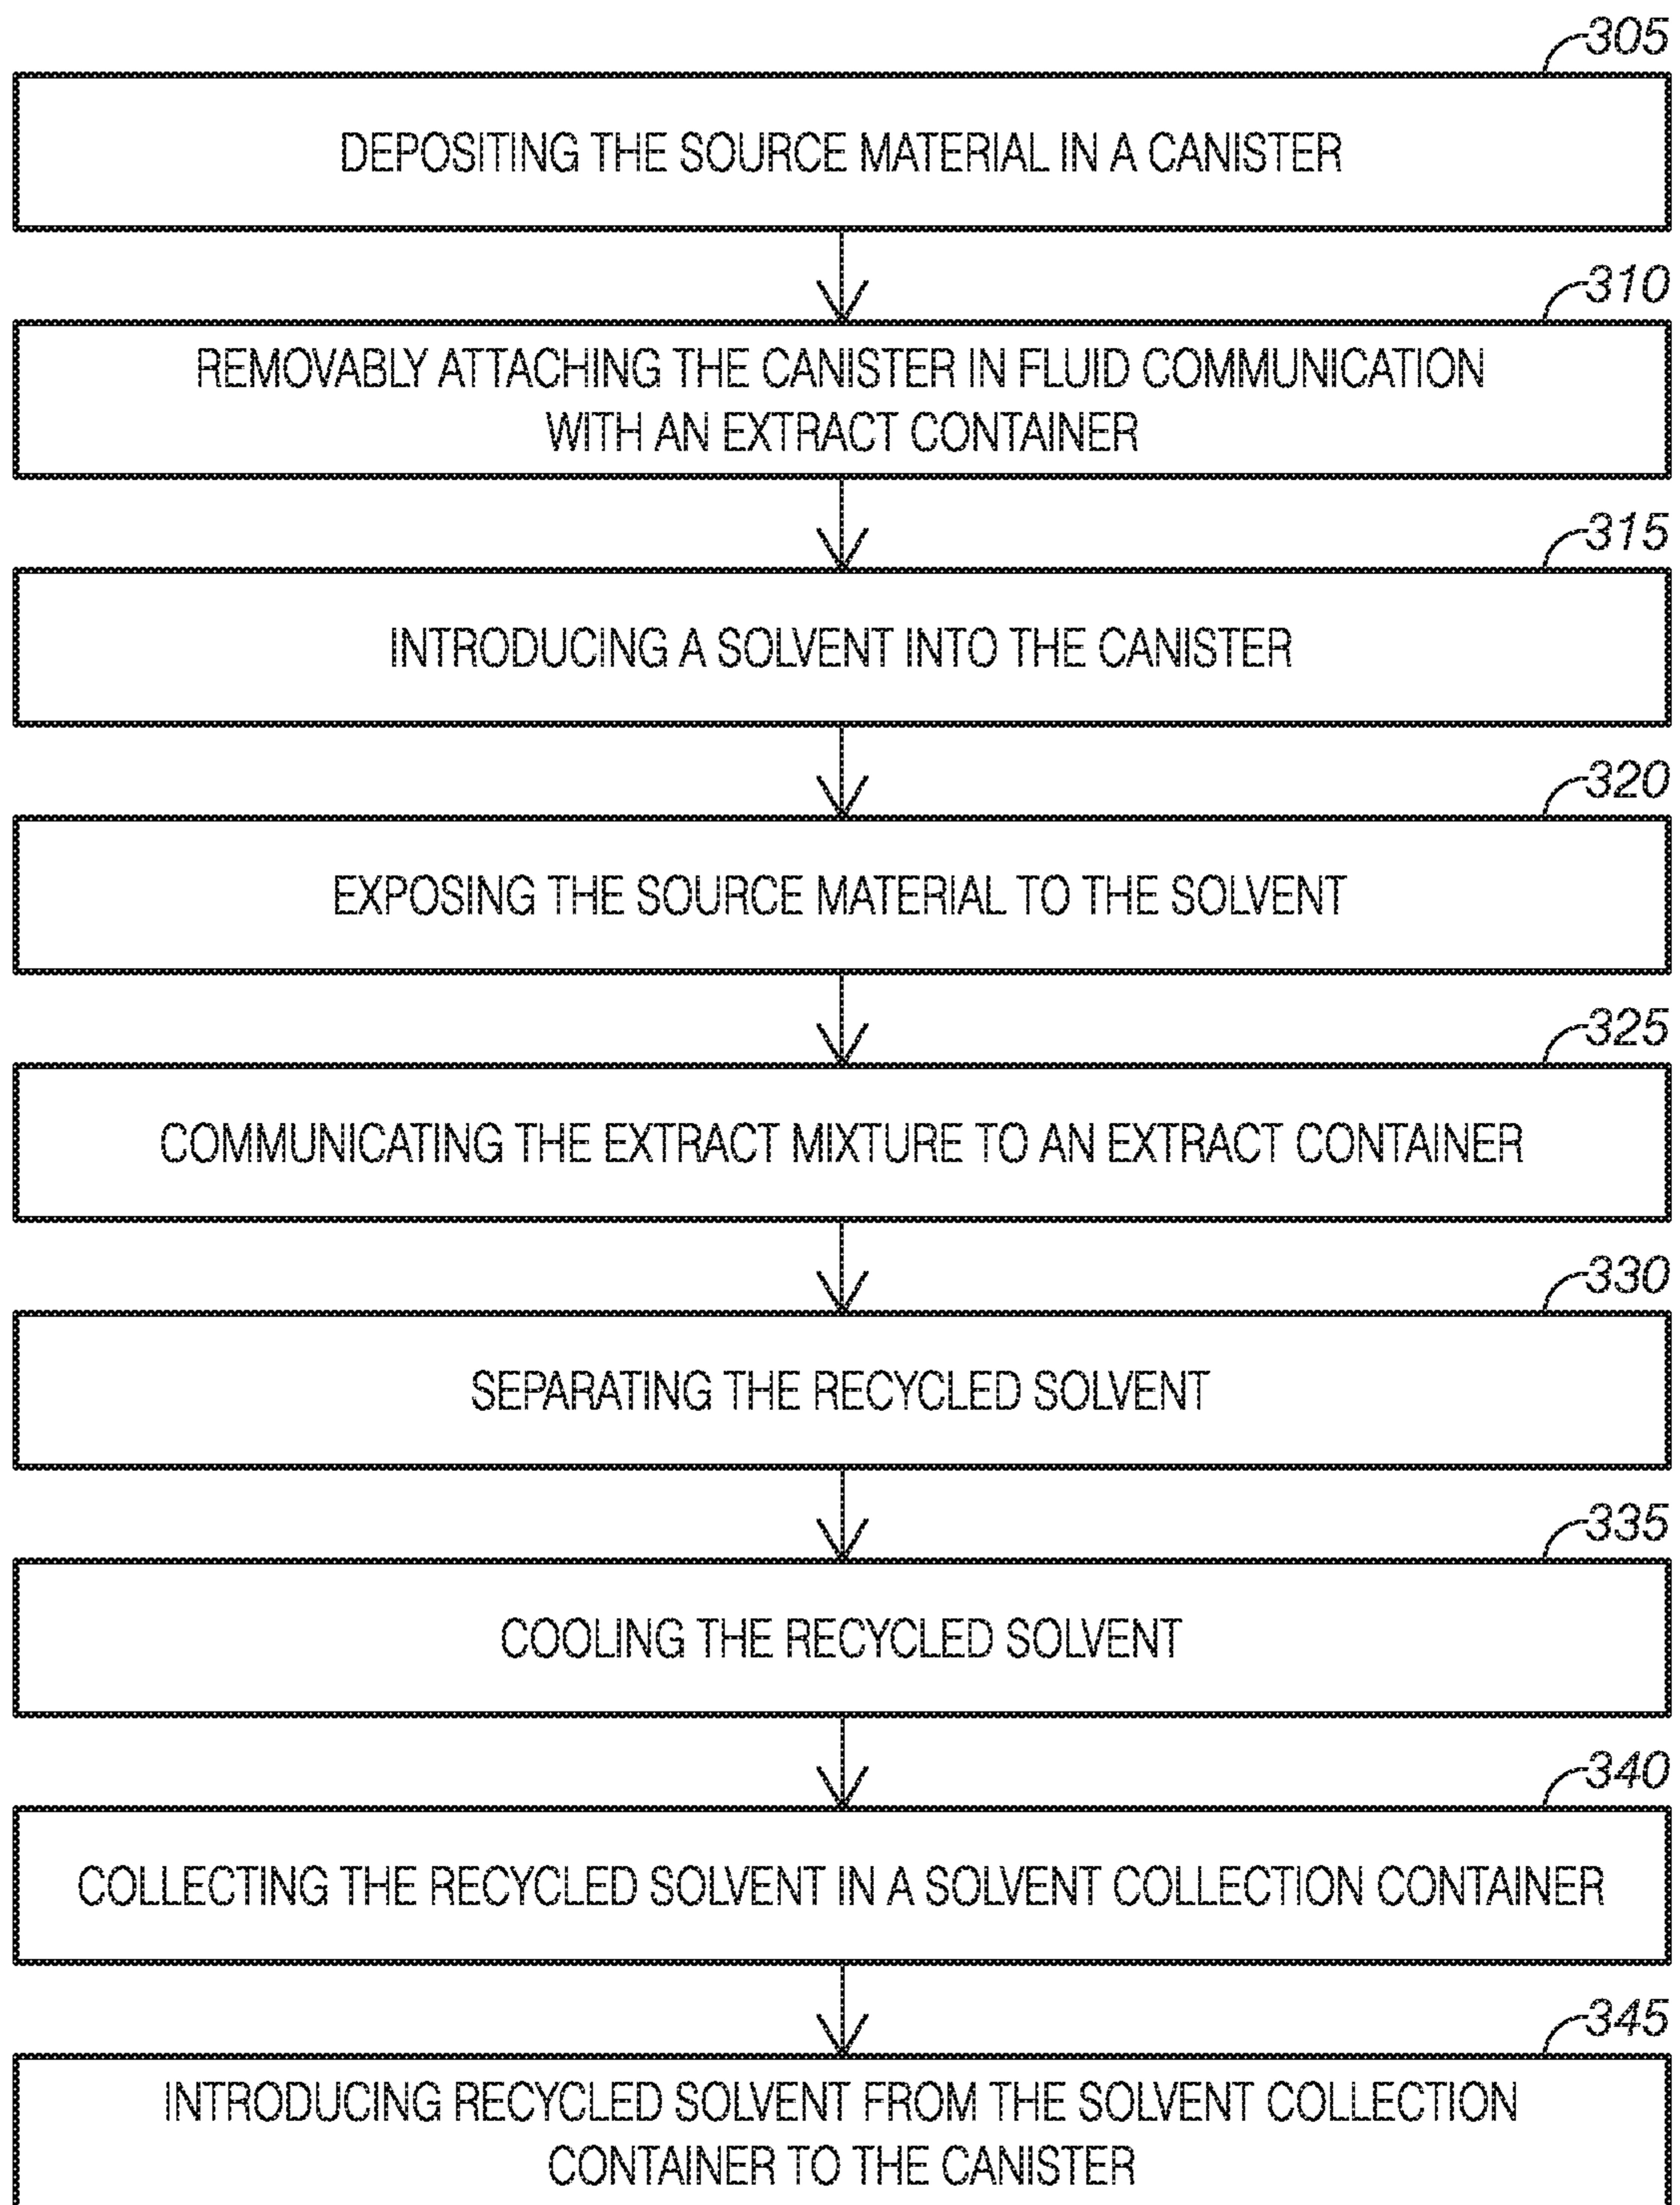 305
DEPOSITING THE SOURCE MATERIAL IN A CANISTER
310
REMOVABLY ATTACHING THE CANISTER IN FLUID COMMUNICATION
WITH AN EXTRACT CONTAINER
315
INTRODUCING A SOLVENT INTO THE CANISTER
320
EXPOSING THE SOURCE MATERIAL TO THE SOLVENT
325
COMMUNICATING THE EXTRACT MIXTURE TO AN EXTRACT CONTAINER
330
SEPARATING THE RECYCLED SOLVENT
335
COOLING THE RECYCLED SOLVENT
340
COLLECTING THE RECYCLED SOLVENT IN A SOLVENT COLLECTION CONTAINER
345
INTRODUCING RECYCLED SOLVENT FROM THE SOLVENT COLLECTION
CONTAINER TO THE CANISTER